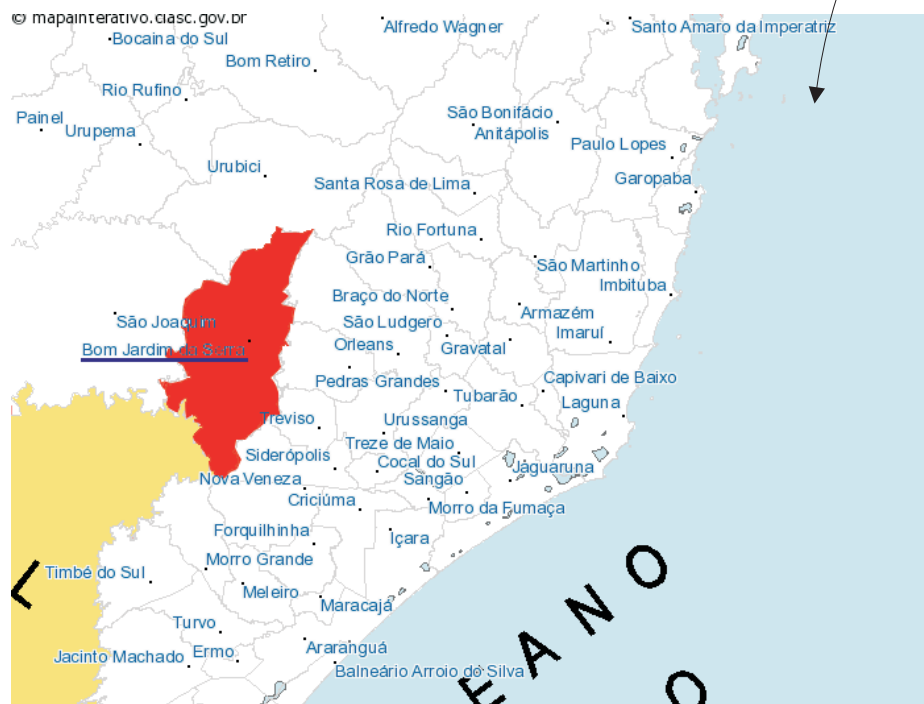 © mapainterativo.ciasc.gov.br
Alfredo Wagner
Santo Amaro da Imperatriz
Bocaina do Sul
Bom Retiro
Rio Rufino
São Bonifácio
Painel
Urupema
Anitápolis
Paulo Lopes
Urubici
Santa Rosa de Lima
Garopaba
Rio Fortuna
Grão Pará
São Martinho
Imbituba
Braço do Norte
Armazém
São Joaquim
São Ludgero
Imaruí
Orleans
Gravatal
Bom Jardim da Serra
Pedras Grandes
Capivari de Baixo
Tubarão
Laguna
Treviso
Urussanga
Treze de Maio
Siderópolis
Cocal do Sul
Jaguaruna
Nova Veneza
Sangão
Criciúma
Morro da Fumaça
Forquilhinha
Içara
Morro Grande
Timbé do Sul
Meleiro
Maracajá
Turvo
Araranguá
Jacinto Machado
Ermo
Balneário Arroio do Silva
L
EANO
O